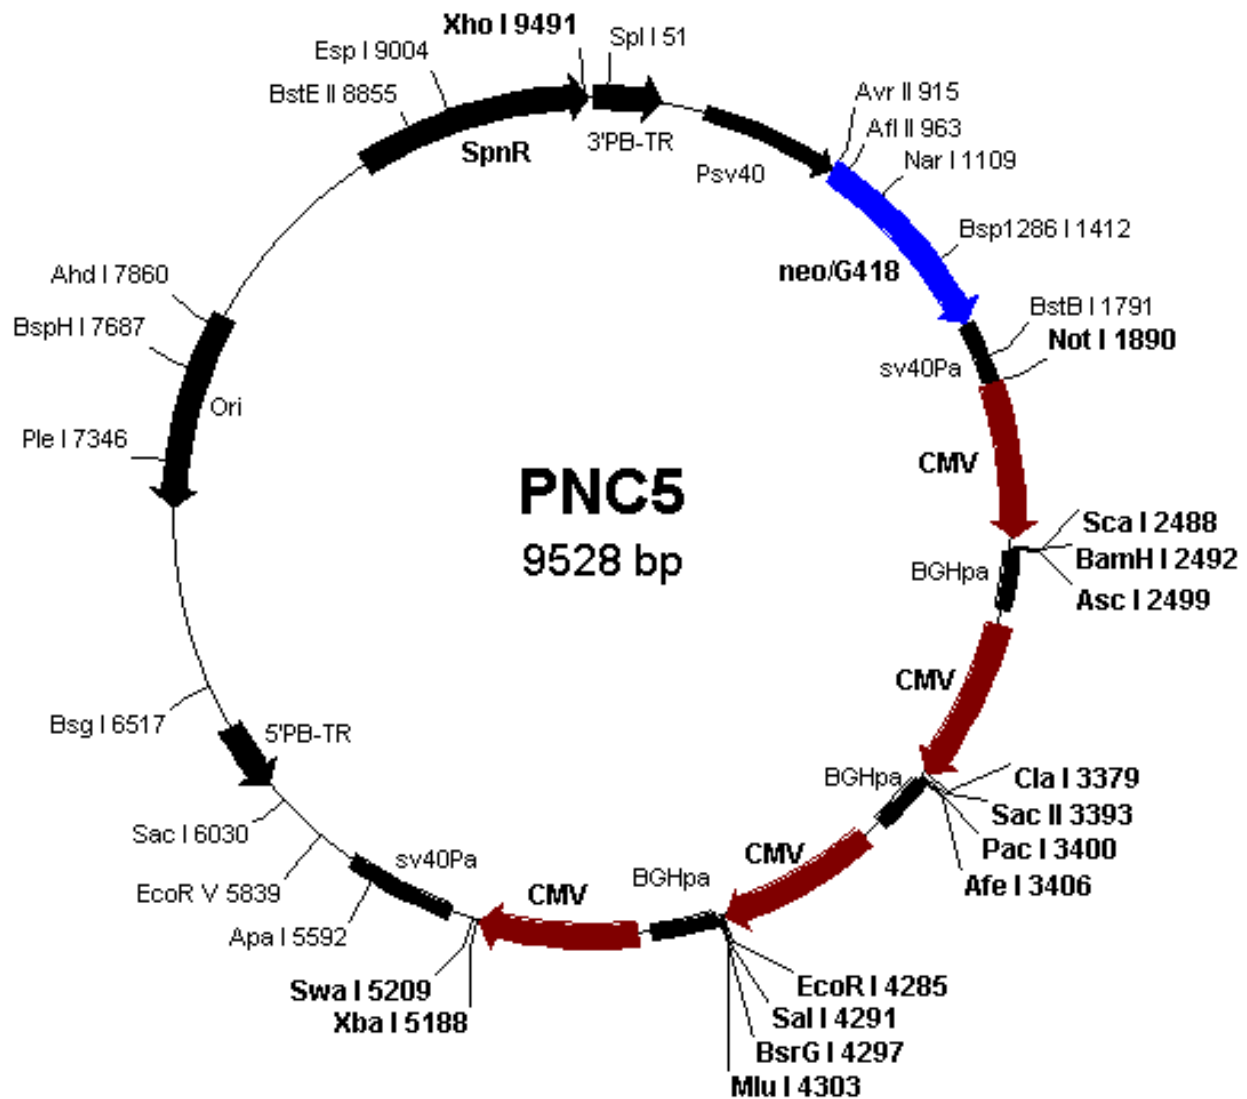 Xho I 9491
Spl I 51
Esp I 9004
BstE II 8855
Avr II 915
Afl II 963
SpnR
3'PB-TR
Nar I 1109
Psv40
Bsp1286 I 1412
neo/G418
Ahd I 7860
BspH I 7687
BstB I 1791
Not I 1890
sv40Pa
Ori
Ple I 7346
CMV
PNC5
9528 bp
Sca I 2488
BamH I 2492
BGHpa
Asc I 2499
CMV
Bsg I 6517
5'PB-TR
BGHpa
Cla I 3379
Sac II 3393
Pac I 3400
Afe I 3406
Sac I 6030
sv40Pa
CMV
BGHpa
CMV
EcoR V 5839
Apa I 5592
Swa I 5209
Xba I 5188
EcoR I 4285
Sal I 4291
BsrG I 4297
Mlu I 4303